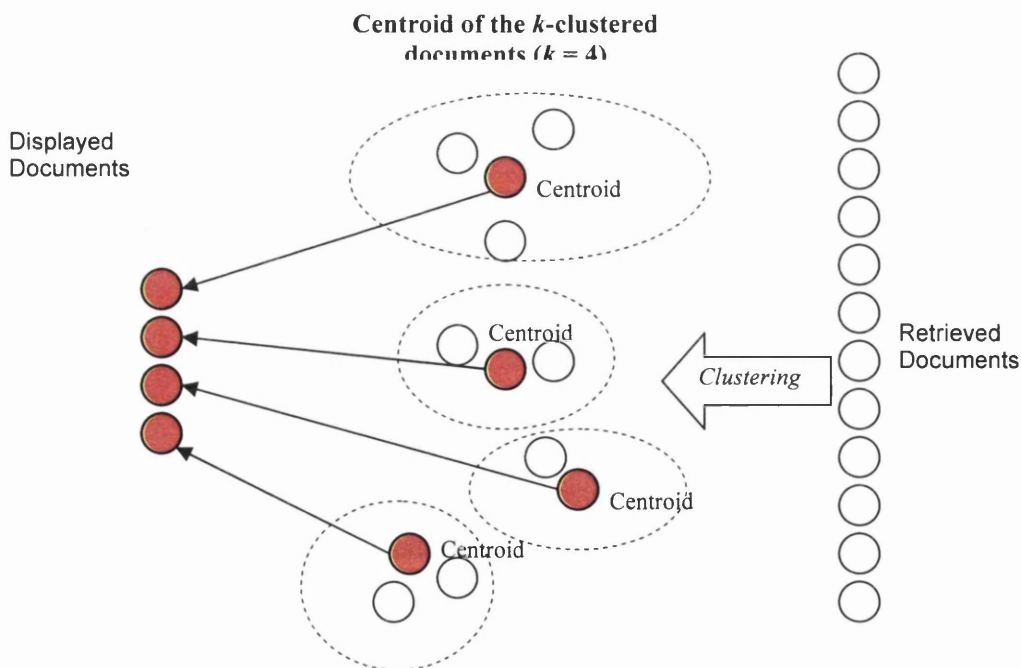 Centroid of the k-clustered
documents (k = 4)
Displayed
Documents
Centroid
Centroid
Retrieved
Documents
Clustering
Centroid
Centroid